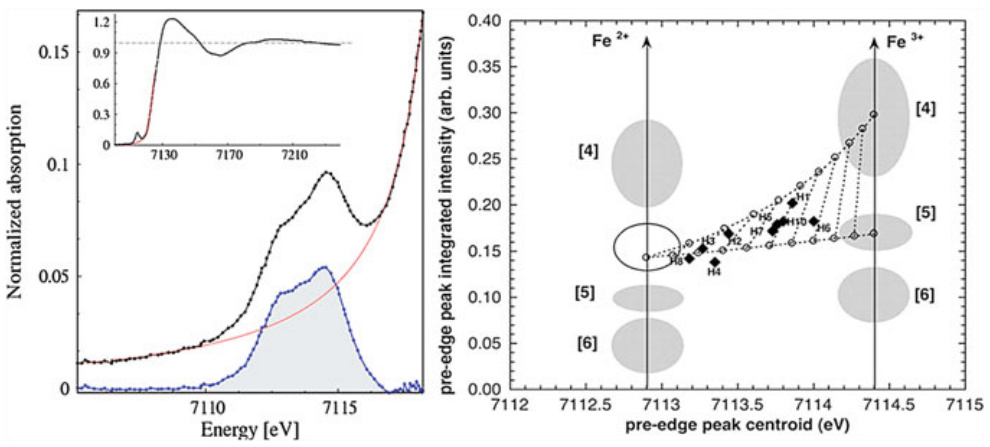 Normalized absorption
0.15
0.1
0.05
0
7110
7115
Energy [eV]
1.2
0.9
0.6
0.3
0
7130
7170
7210
pre-edge peak integrated intensity (arb. units)
0.40
0.35
0.30
0.25
0.20
0.15
0.10
0.05
0.00
Fe 2+
Fe 3+
[4]
[4]
[5]
[5]
[6]
[6]
H1
H5
H10
H6
H7
H2
H3
H8
H4
7112
7112.5
7113
7113.5
7114
7114.5
7115
pre-edge peak centroid (eV)